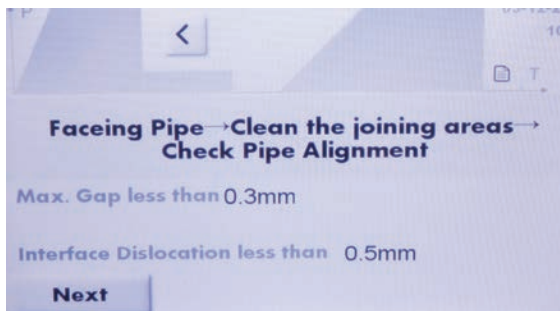 Faceing Pipe→Clean the joining areas→
Check Pipe Alignment
Max. Gap less than 0.3mm
Interface Dislocation less than 0.5mm
Next